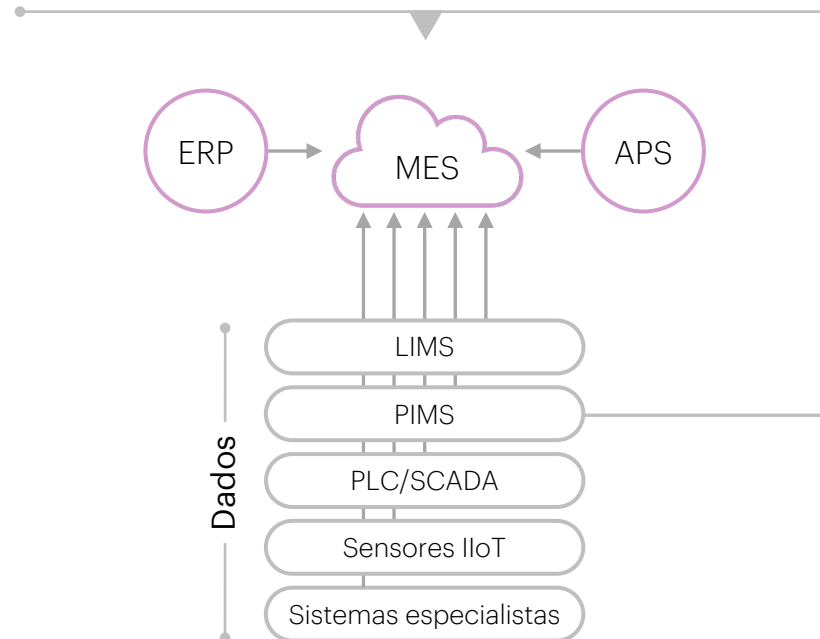 ERP
MES
APS
Dados
LIMS
PIMS
PLC/SCADA
Sensores IIoT
Sistemas especialistas